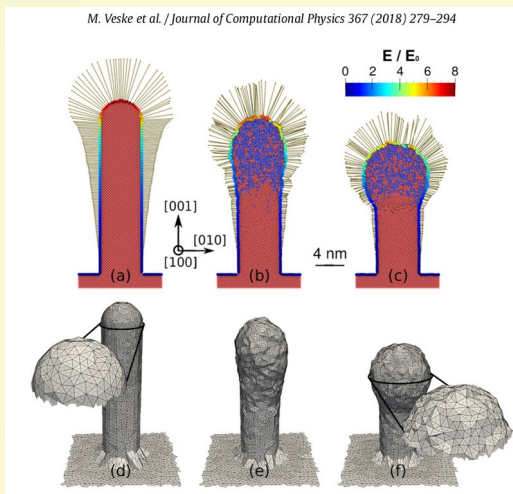 M. Veske et al. / Journal of Computational Physics 367 (2018) 279–294
E / E₀
0 2 4 6 8
[001]
[010]
[100]
4 nm
(a) (b) (c)
(d) (e) (f)